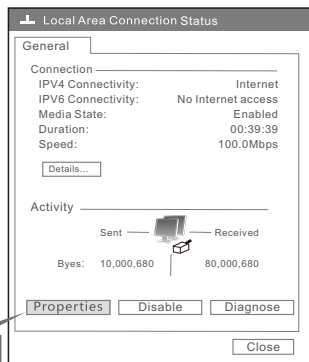 Local Area Connection Status
General
Connection
IPV4 Connectivity: Internet
IPV6 Connectivity: No Internet access
Media State: Enabled
Duration: 00:39:39
Speed: 100.0Mbps
Details...
Activity
Sent Received
Byes: 10,000,680 80,000,680
Properties Disable Diagnose
Close